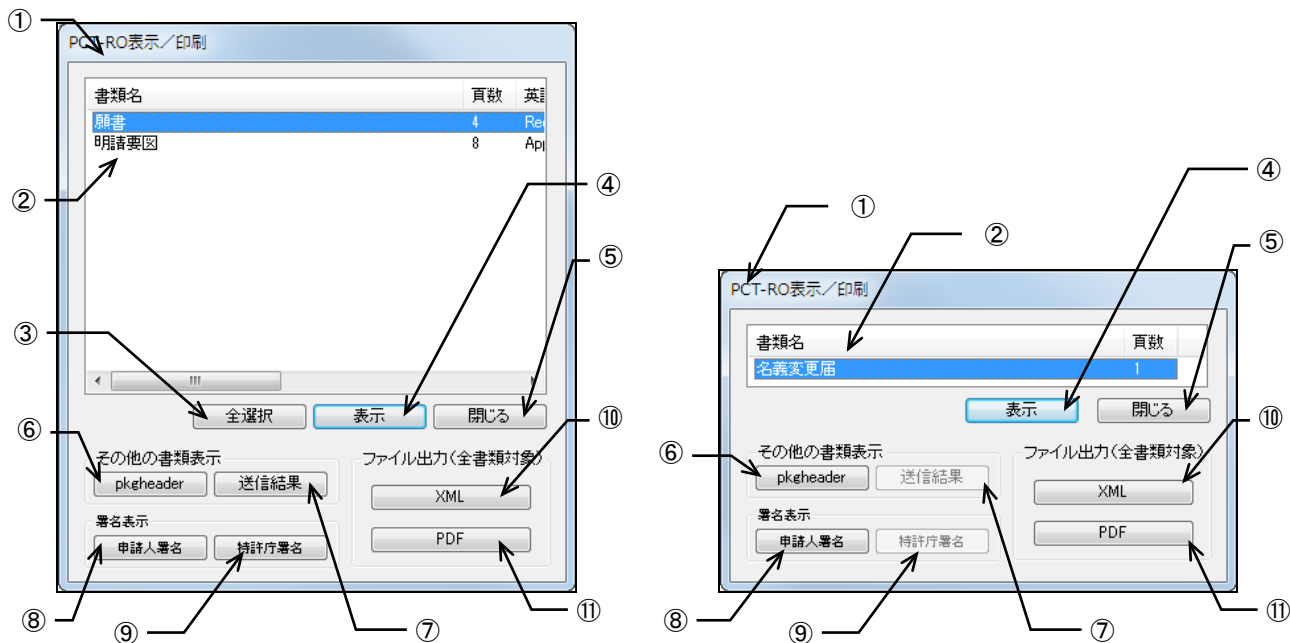 ①
PCT-RO表示／印刷
書類名 頁数 英
願書 4 Re
明請要図 8 App
②
④
⑤
③
全選択 表示 閉じる
⑩
⑥
その他の書類表示
pkgheader 送信結果
ファイル出力(全書類対象)
XML
署名表示
申請人署名 特許庁署名
PDF
⑧ ⑨ ⑦ ⑪
④
①
②
⑤
PCT-RO表示／印刷
書類名 頁数
名義変更届 1
表示 閉じる
⑩
⑥
その他の書類表示
pkgheader 送信結果
ファイル出力(全書類対象)
XML
署名表示
申請人署名 特許庁署名
PDF
⑧ ⑨ ⑦ ⑪